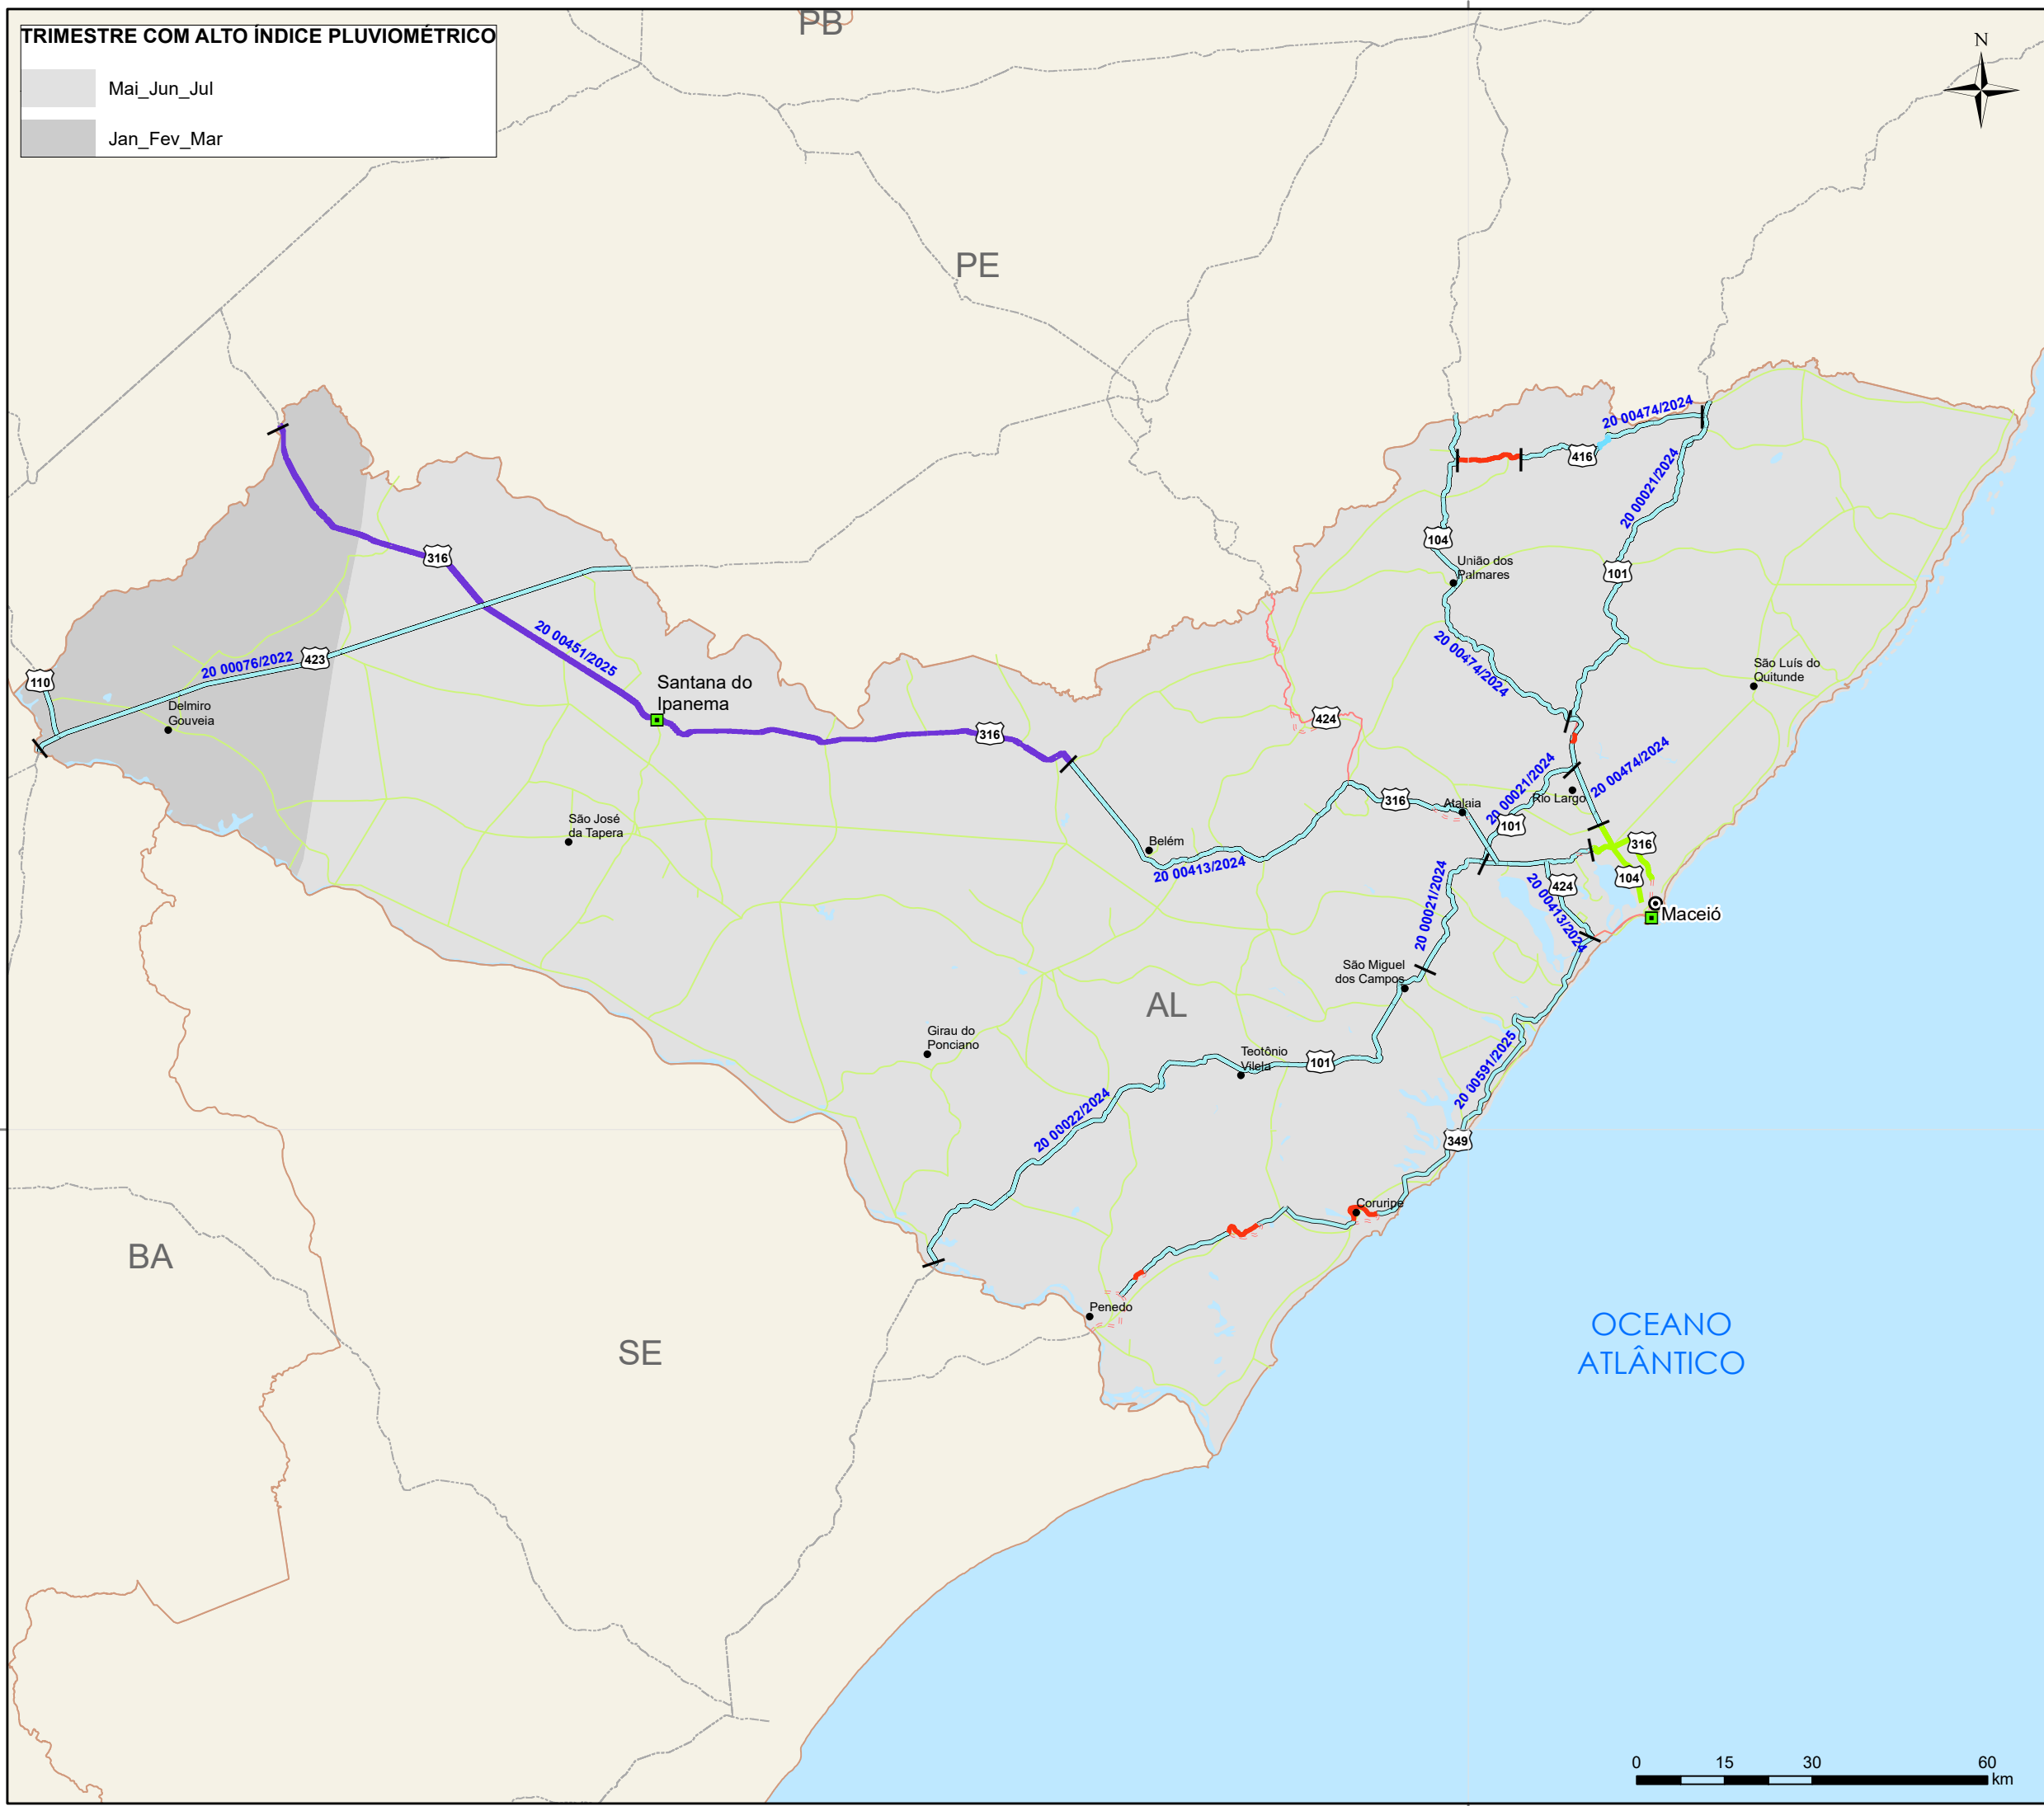 PB
TRIMESTRE COM ALTO ÍNDICE PLUVIOMÉTRICO
Mai_Jun_Jul
Jan_Fev_Mar
N
PE
20 00474/2024
416
20 00021/2024
104
316
União dos
Palmares
101
20 00451/2025
20 00474/2024
20 00076/2022
423
110
São Luís do
Quitunde
Santana do
Ipanema
Delmiro
Gouveia
424
316
20 00474/2024
20 00021/2024
Rio Largo
316
Atalaia
São José
da Tapera
101
Belém
316
20 00413/2024
104
424
20 00413/2024
20 00021/2024
Maceió
São Miguel
dos Campos
AL
Girau do
Ponciano
Teotônio
Vilela
101
20 00591/2025
20 00022/2024
349
Coruripe
BA
Penedo
OCEANO
ATLÂNTICO
SE
0 15 30 60
km